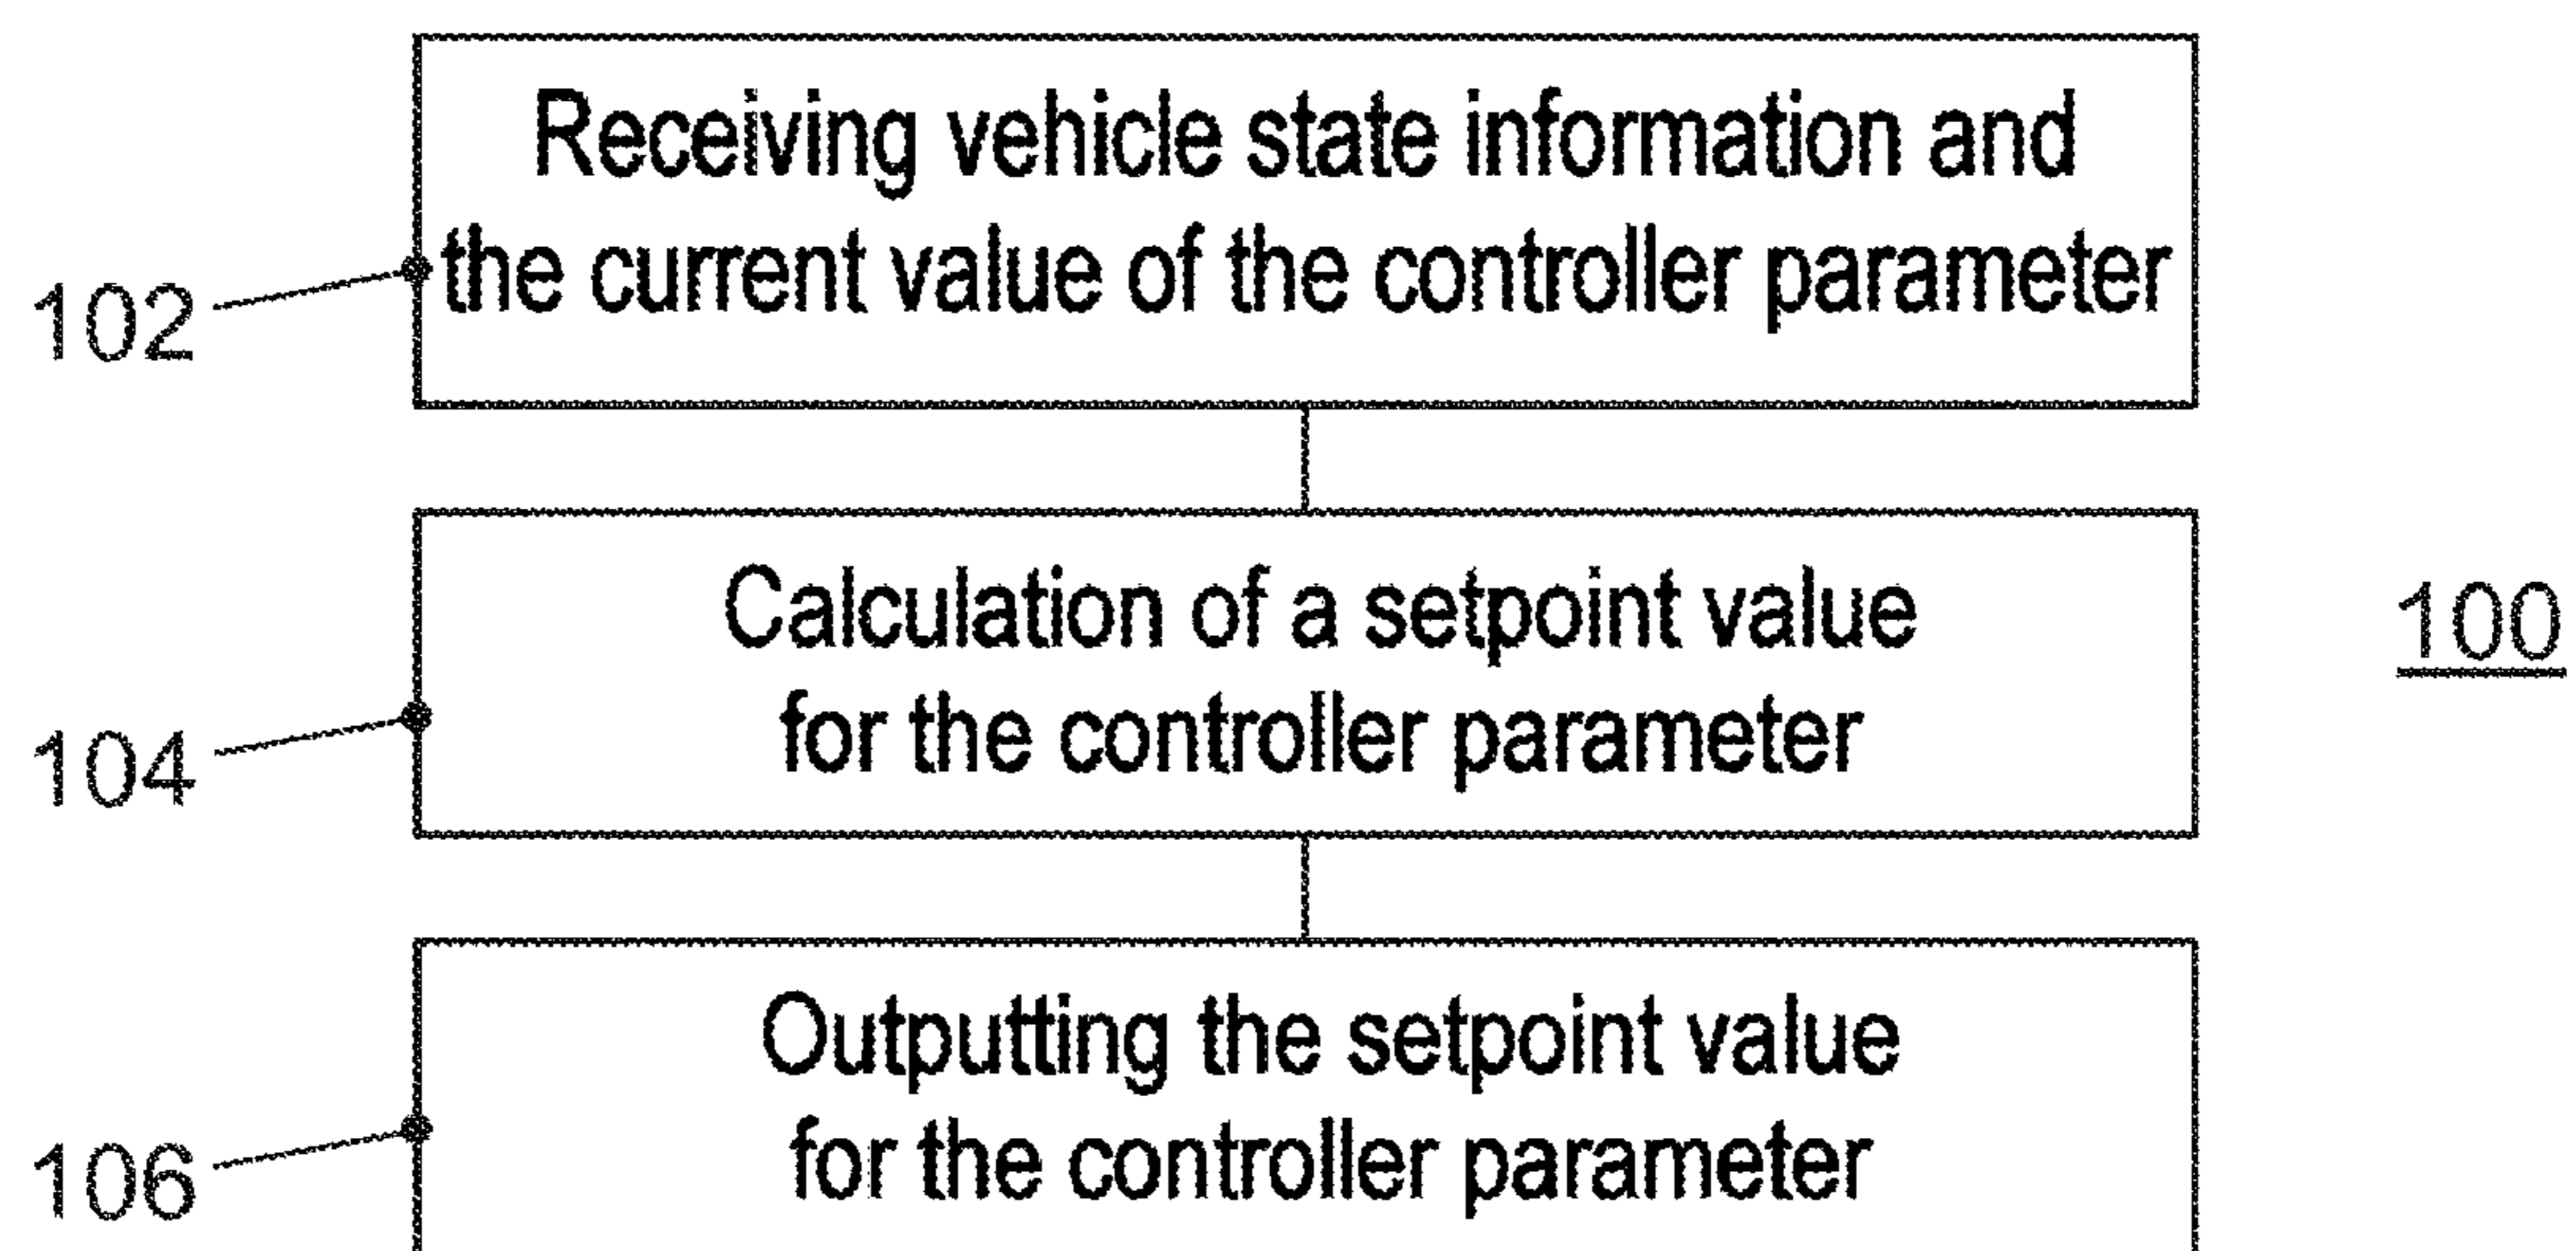 Receiving vehicle state information and
the current value of the controller parameter
102
Calculation of a setpoint value
for the controller parameter
100
104
Outputting the setpoint value
for the controller parameter
106